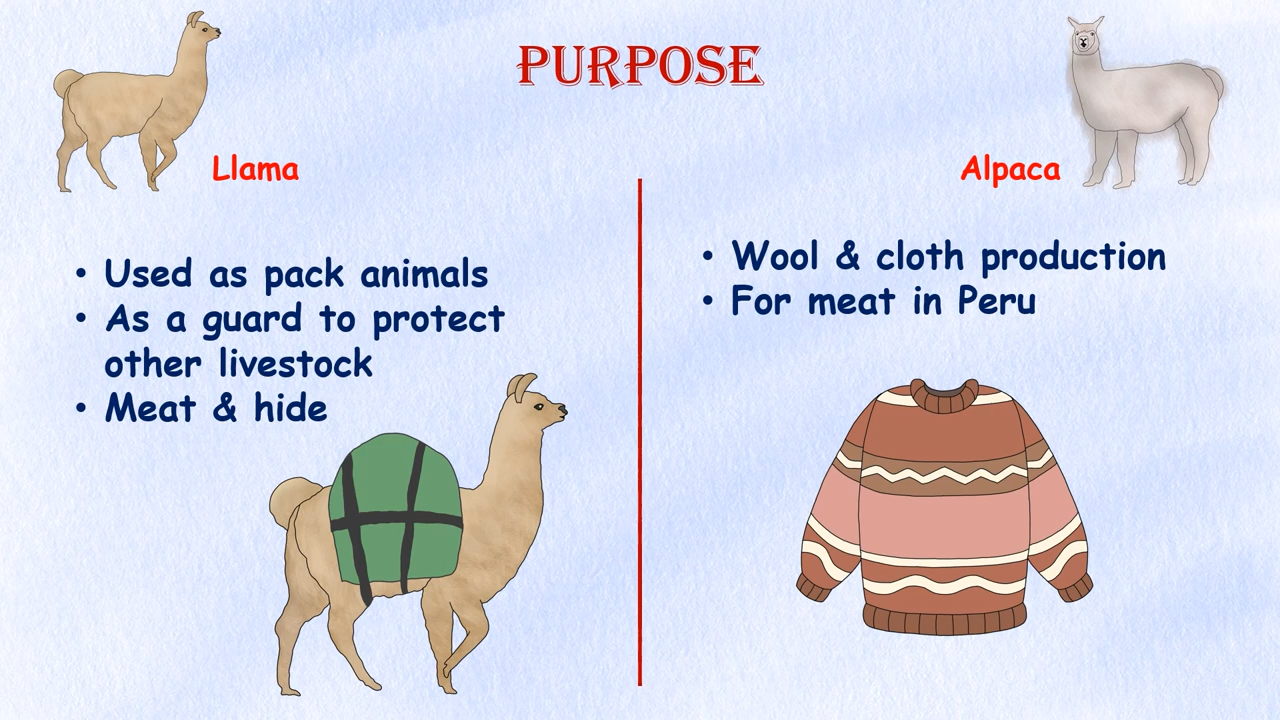 PURPOSE
Llama
• Used as pack animals
• As a guard to protect
other livestock
• Meat & hide
Alpaca
• Wool & cloth production
• For meat in Peru